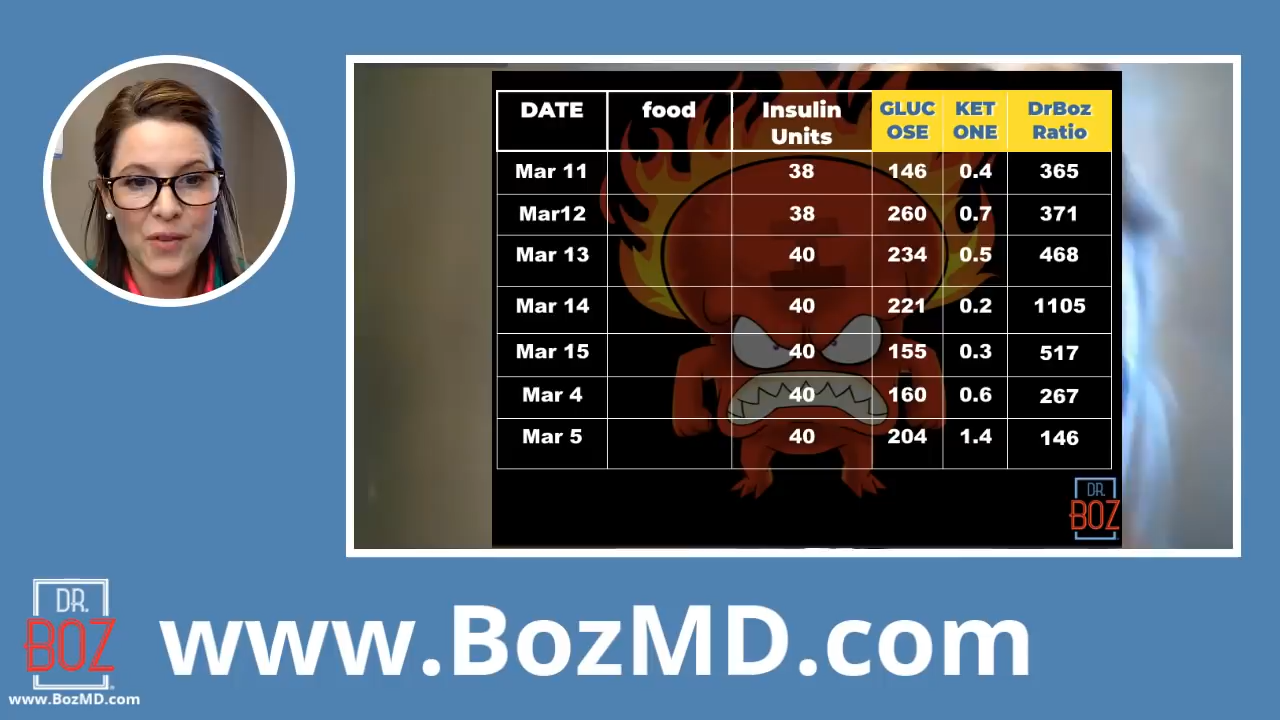 DATE food Insulin Units GLUC OSE KET ONE DrBoz Ratio
Mar 11 38 146 0.4 365
Mar12 38 260 0.7 371
Mar 13 40 234 0.5 468
Mar 14 40 221 0.2 1105
Mar 15 40 155 0.3 517
Mar 4 40 160 0.6 267
Mar 5 40 204 1.4 146
DR.
BOZ
DR.
BOZ
www.BozMD.com
www.BozMD.com